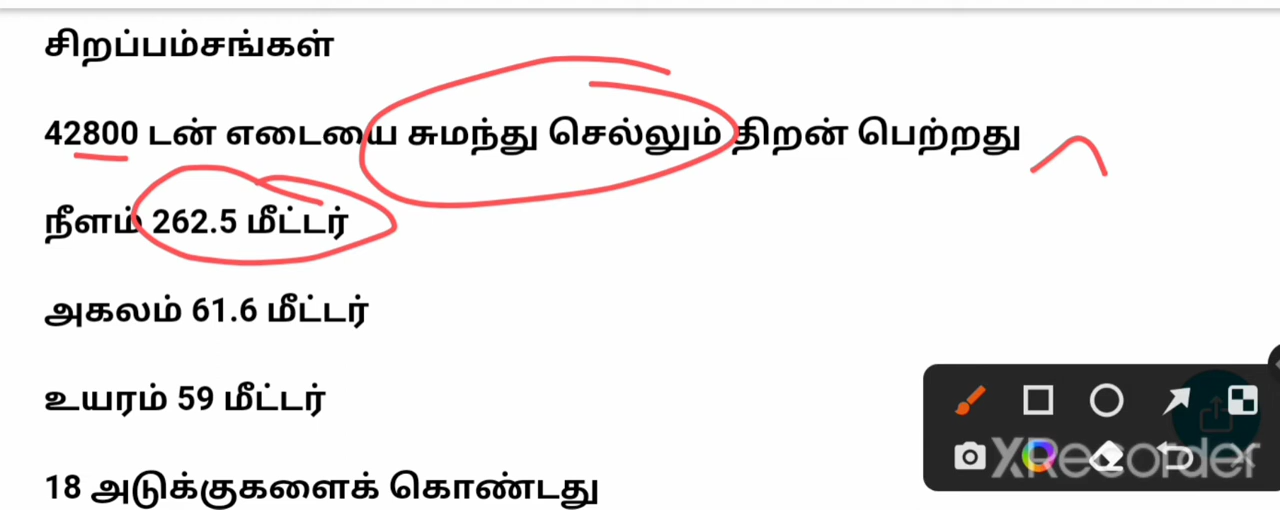 சிறப்பம்சங்கள்
42800 டன் எடையை சுமந்து செல்லும் திறன் பெற்றது
நீளம் 262.5 மீட்டர்
அகலம் 61.6 மீட்டர்
உயரம் 59 மீட்டர்
18 அடுக்குகளைக் கொண்டது
XRecorder